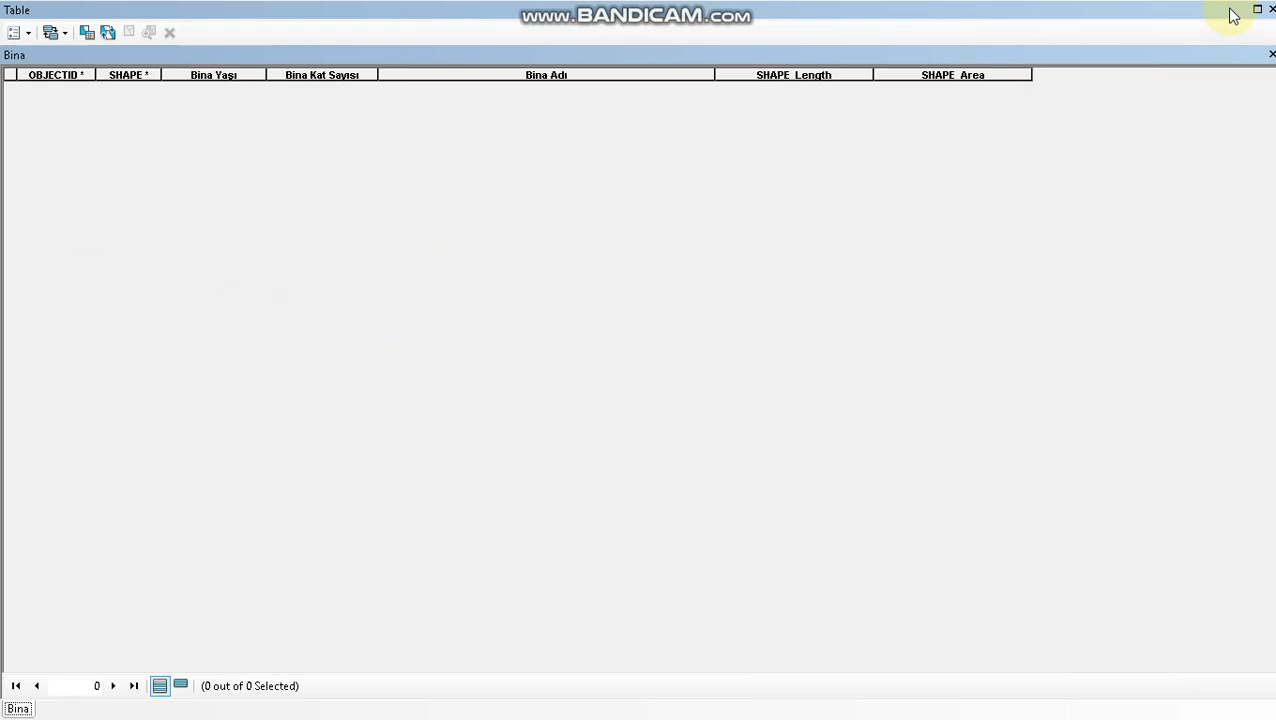 Table
www.BANDICAM.com
Bina
OBJECTID * SHAPE * Bina Yaşı Bina Kat Sayısı Bina Adı SHAPE_Length SHAPE_Area
0 (0 out of 0 Selected)
Bina